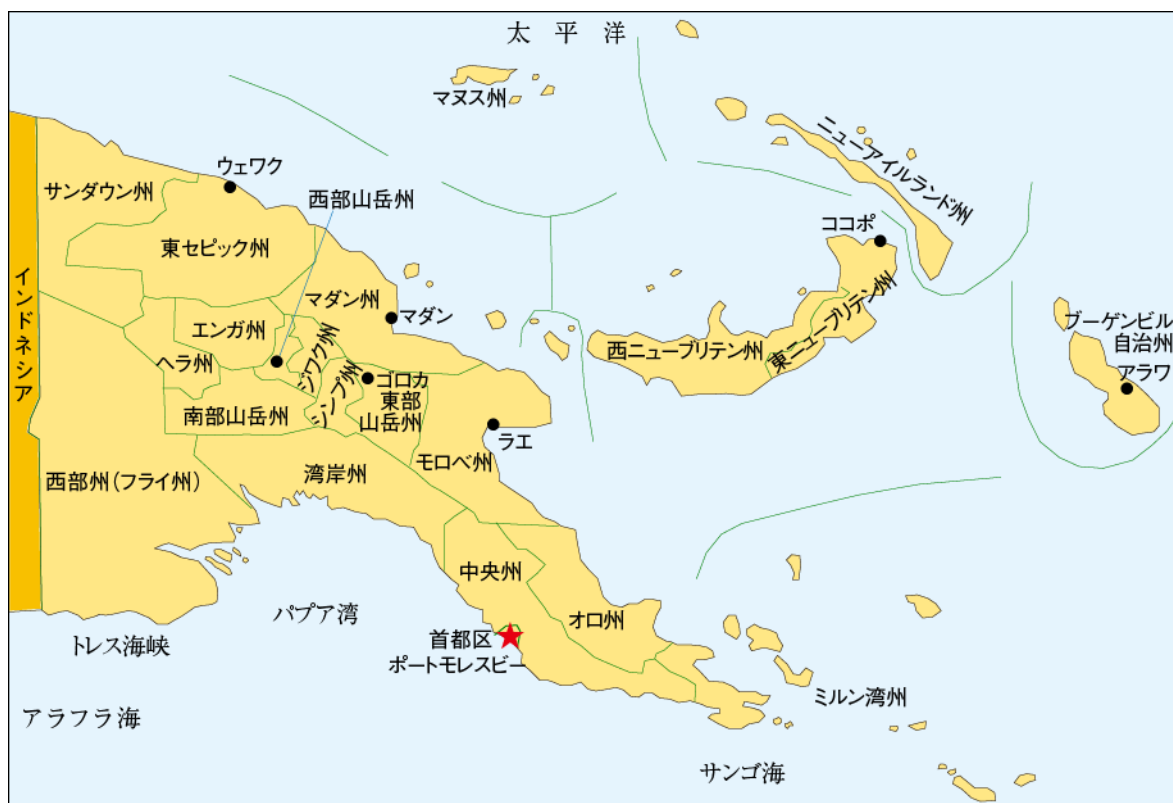 太平洋
マヌス州
ニューアイルランド州
ウェワク
サンダウン州
西部山岳州
ココポ
東セピック州
インドネシア
マダン州
マダン
エンガ州
ブーゲンビル
自治州
アラワ
東ニューブリテン州
西ニューブリテン州
ヘラ州
ジワク州
シンブ州
ゴロカ
東部
山岳州
南部山岳州
ラエ
モロベ州
湾岸州
西部州(フライ州)
中央州
オロ州
パプア湾
首都区
ポートモレスビー
トレス海峡
ミルン湾州
アラフラ海
サンゴ海